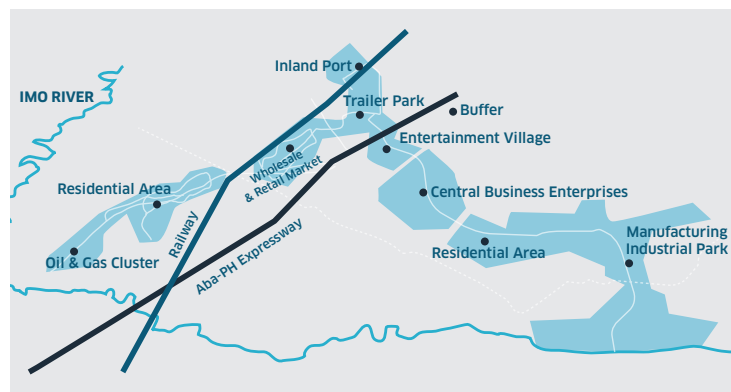 Inland Port
IMO RIVER
Trailer Park
Buffer
Entertainment Village
Wholesale
& Retail Market
Residential Area
Central Business Enterprises
Railway
Aba-PH Expressway
Manufacturing
Industrial Park
Residential Area
Oil & Gas Cluster